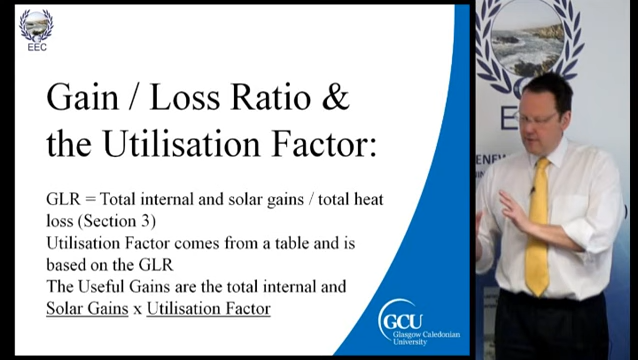 EEC
Gain / Loss Ratio &
the Utilisation Factor:
GLR = Total internal and solar gains / total heat
loss (Section 3)
Utilisation Factor comes from a table and is
based on the GLR
The Useful Gains are the total internal and
Solar Gains x Utilisation Factor
GCU
Glasgow Caledonian
University